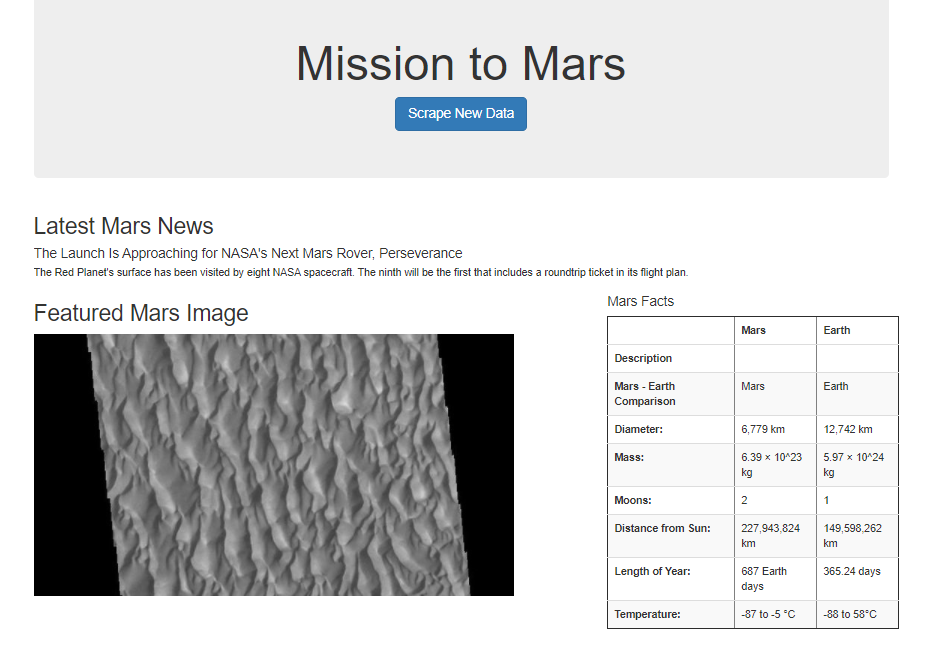 Mission to Mars
Scrape New Data
Latest Mars News
The Launch Is Approaching for NASA's Next Mars Rover, Perseverance
The Red Planet's surface has been visited by eight NASA spacecraft. The ninth will be the first that includes a roundtrip ticket in its flight plan.
Featured Mars Image
Mars Facts
Mars Earth
Description
Mars - Earth Mars Earth
Comparison
Diameter: 6,779 km 12,742 km
Mass: 6.39 × 10^23 5.97 × 10^24
kg kg
Moons: 2 1
Distance from Sun: 227,943,824 149,598,262
km km
Length of Year: 687 Earth 365.24 days
days
Temperature: -87 to -5 °C -88 to 58°C